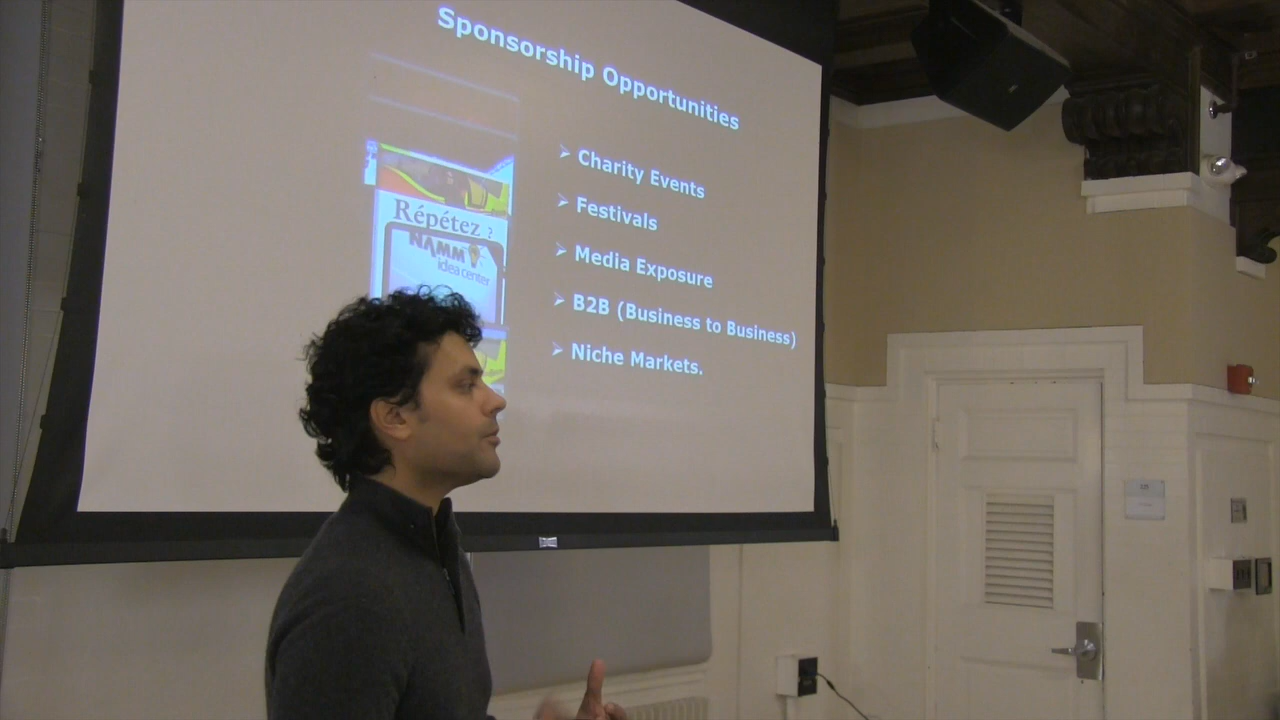 Sponsorship Opportunities
Répétez ?
NAMM
idea center
➢ Charity Events
➢ Festivals
➢ Media Exposure
➢ B2B (Business to Business)
➢ Niche Markets.